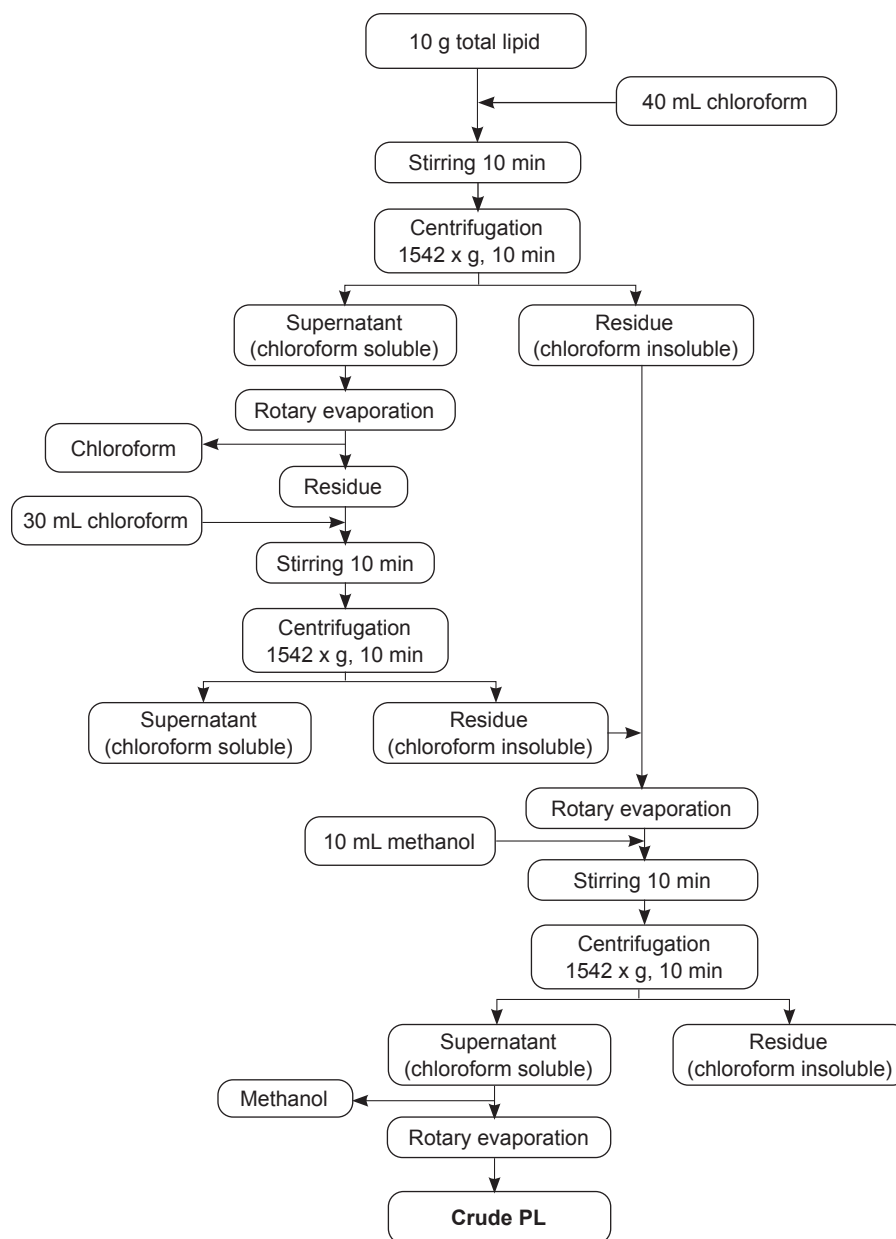 10 g total lipid
40 mL chloroform
Stirring 10 min
Centrifugation
1542 x g, 10 min
Supernatant
(chloroform soluble)
Residue
(chloroform insoluble)
Rotary evaporation
Chloroform
Residue
30 mL chloroform
Stirring 10 min
Centrifugation
1542 x g, 10 min
Supernatant
(chloroform soluble)
Residue
(chloroform insoluble)
Rotary evaporation
10 mL methanol
Stirring 10 min
Centrifugation
1542 x g, 10 min
Supernatant
(chloroform soluble)
Residue
(chloroform insoluble)
Methanol
Rotary evaporation
Crude PL